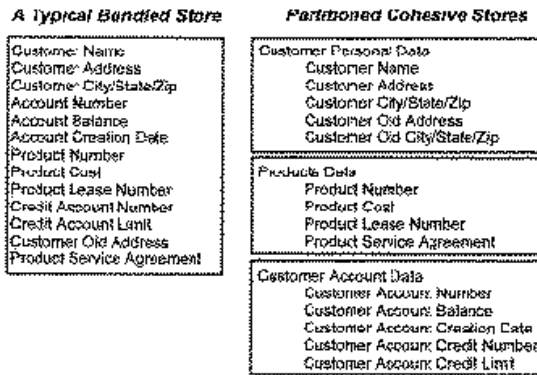 A Typical Bundled Store
Customer Name
Customer Address
Customer City/State/Zip
Account Number
Account Balance
Account Creation Date
Product Number
Product Cost
Product Lease Number
Credit Account Number
Credit Account Limit
Customer Old Address
Product Service Agreement
Partitioned Cohesive Stores
Customer Personal Data
Customer Name
Customer Address
Customer City/State/Zip
Customer Old Address
Customer Old City/State/Zip
Products Data
Product Number
Product Cost
Product Lease Number
Product Service Agreement
Customer Account Data
Customer Account Number
Customer Account Balance
Customer Account Creation Date
Customer Account Credit Number
Customer Account Credit Limit